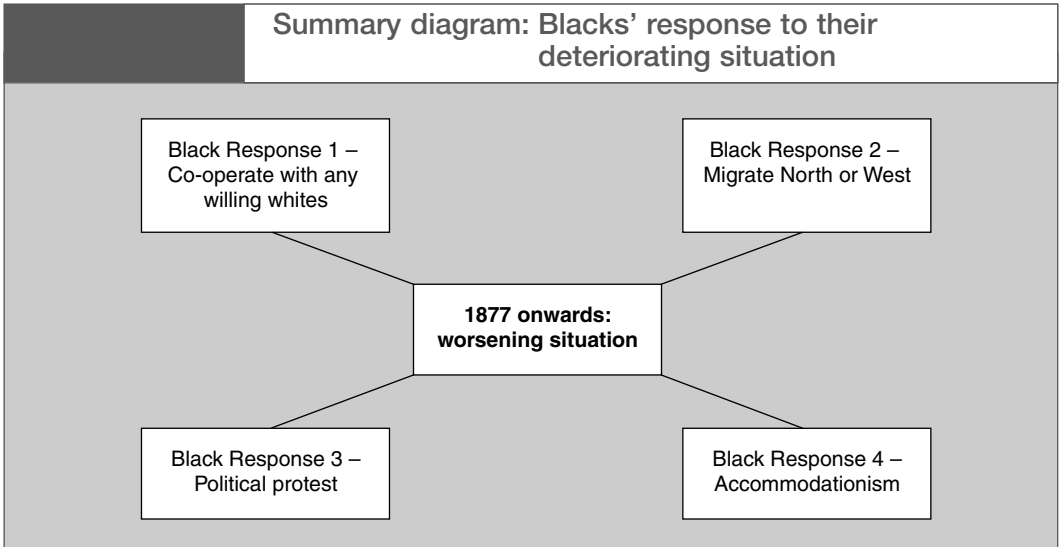 Summary diagram: Blacks' response to their
deteriorating situation
Black Response 1 –
Co-operate with any
willing whites
Black Response 2 –
Migrate North or West
1877 onwards:
worsening situation
Black Response 3 –
Political protest
Black Response 4 –
Accommodationism